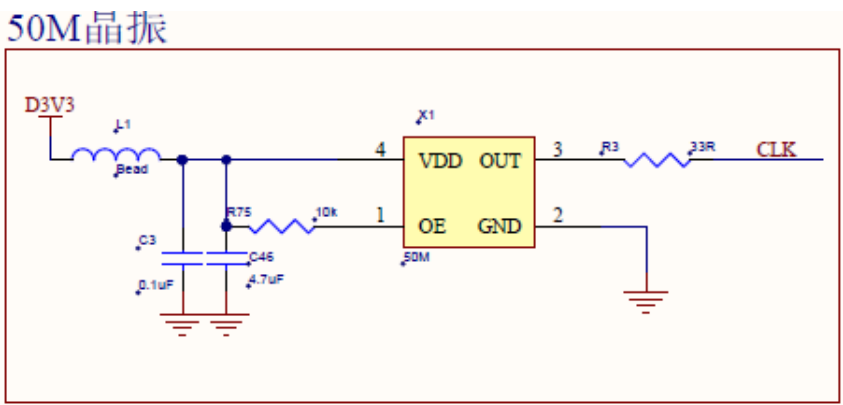 50M晶振
D3V3
L1
Bead
X1
4 VDD OUT 3
R3 33R CLK
R75 10k
1 OE GND 2
50M
C3
0.1uF
C46
4.7uF